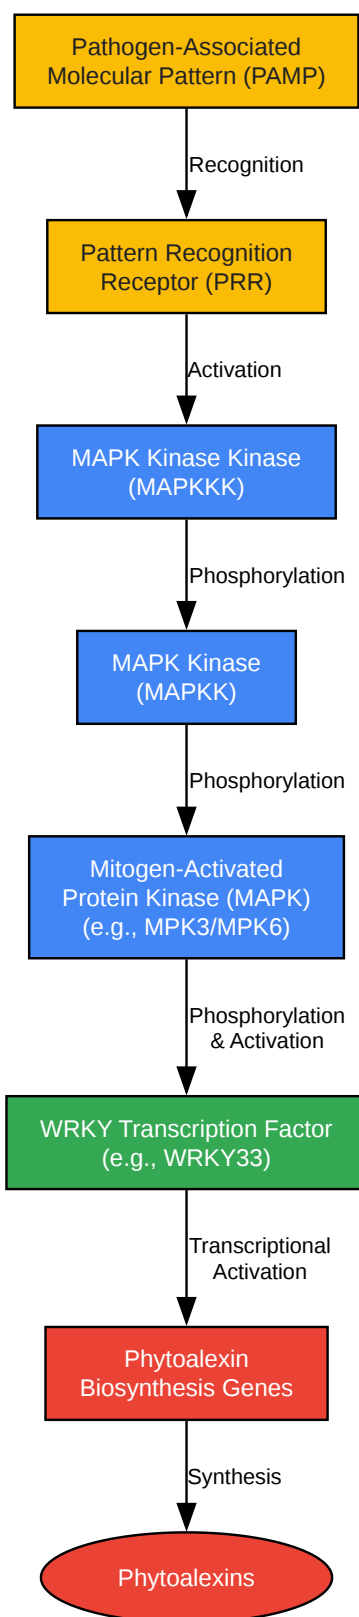 Pathogen-Associated
Molecular Pattern (PAMP)
Recognition
Pattern Recognition
Receptor (PRR)
Activation
MAPK Kinase Kinase
(MAPKKK)
Phosphorylation
MAPK Kinase
(MAPKK)
Phosphorylation
Mitogen-Activated
Protein Kinase (MAPK)
(e.g., MPK3/MPK6)
Phosphorylation
& Activation
WRKY Transcription Factor
(e.g., WRKY33)
Transcriptional
Activation
Phytoalexin
Biosynthesis Genes
Synthesis
Phytoalexins